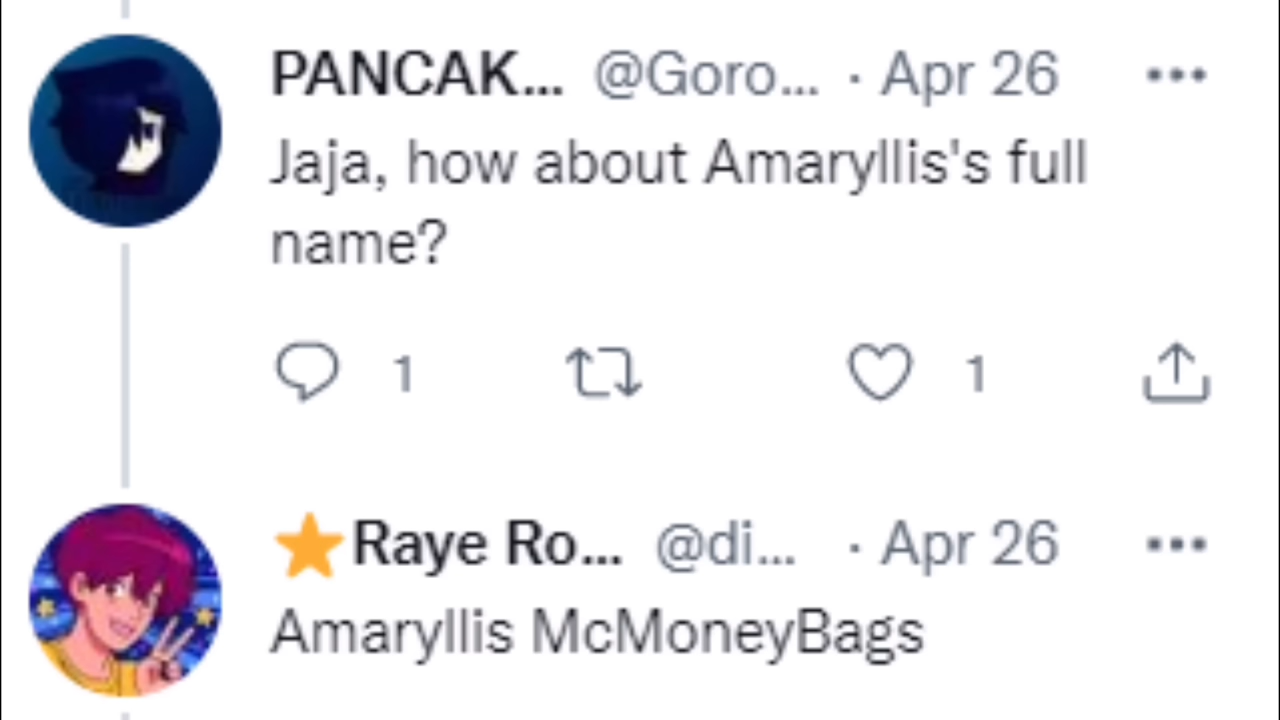 PANCAK... @Goro... · Apr 26
Jaja, how about Amaryllis's full
name?
1 1
⭐Raye Ro... @di... · Apr 26
Amaryllis McMoneyBags